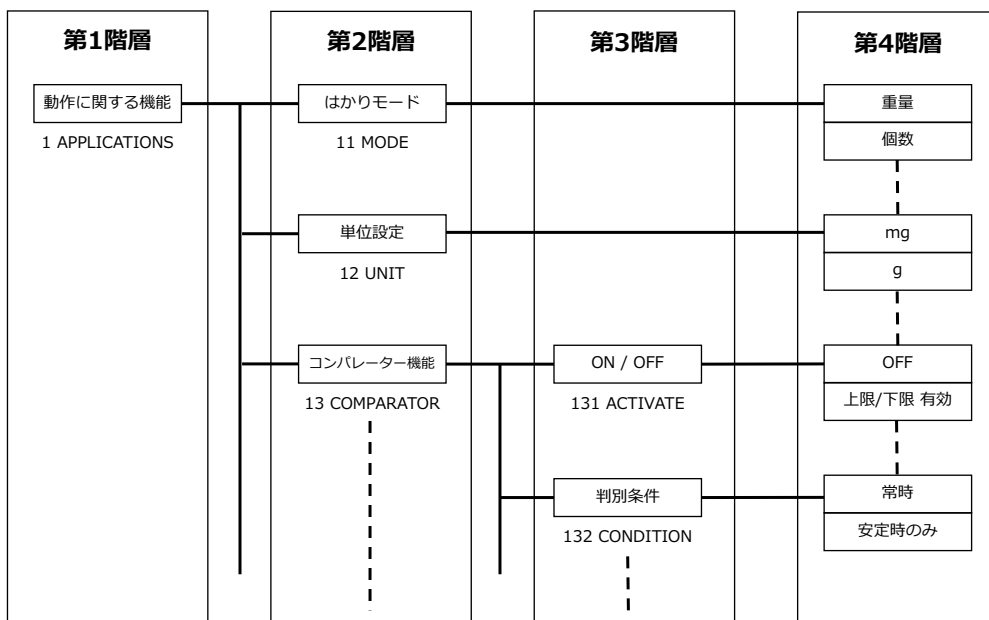 第1階層
第2階層
第3階層
第4階層
動作に関する機能
はかりモード
重量
1 APPLICATIONS
11 MODE
個数
単位設定
mg
12 UNIT
g
コンパレーター機能
ON / OFF
OFF
13 COMPARATOR
131 ACTIVATE
上限/下限 有効
判別条件
常時
132 CONDITION
安定時のみ